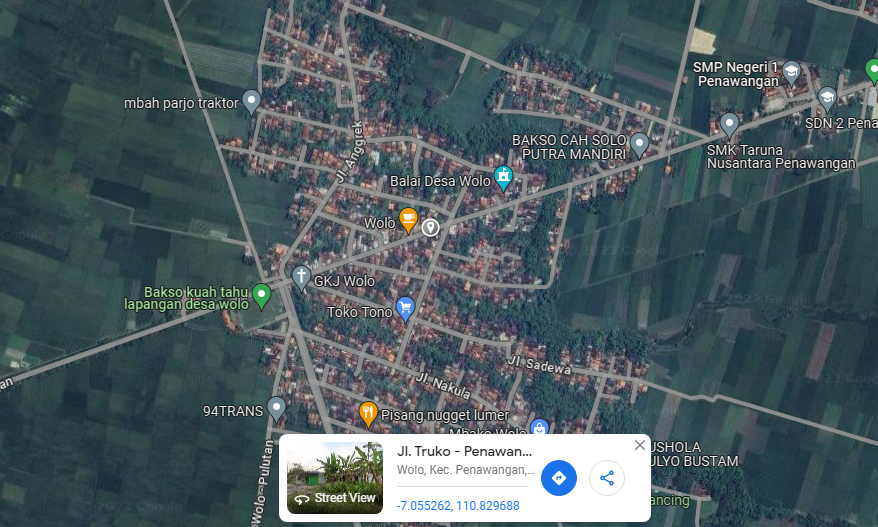 SMP Negeri 1
Penawangan
mbah parjo traktor
SDN 2 Pena
BAKSO CAH SOLO
PUTRA MANDIRI
SMK Taruna
Nusantara Penawangan
Jl. Anggrek
Balai Desa Wolo
Wolo
GKJ Wolo
Bakso kuah tahu
lapangan desa wolo
Toko Tono
Jl. Sadewa
an
Jl. Nakula
94TRANS
Pisang nugget lumer
Mbako Wolo
Wolo - Pulutan
USHOLA
ULYO BUSTAM
ancing
Jl. Truko - Penawan...
Wolo, Kec. Penawangan,...
Street View
-7.055262, 110.829688